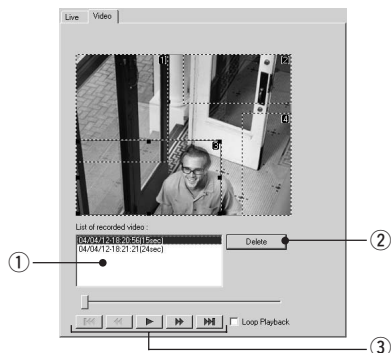 Live Video
[1] [2]
[4]
[3]
List of recorded video :
04/04/12-18:20:56(15sec)
04/04/12-18:21:21(24sec)
Delete
Loop Playback
1
2
3